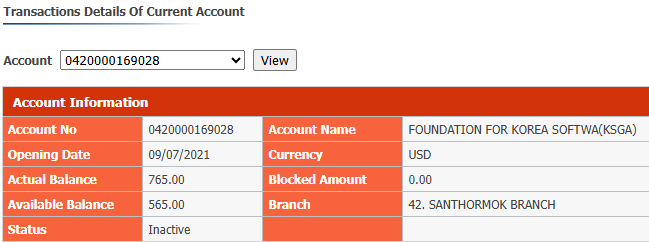 Transactions Details Of Current Account
Account 0420000169028 View
Account Information
Account No 0420000169028 Account Name FOUNDATION FOR KOREA SOFTWA(KSGA)
Opening Date 09/07/2021 Currency USD
Actual Balance 765.00 Blocked Amount 0.00
Available Balance 565.00 Branch 42. SANTHORMOK BRANCH
Status Inactive